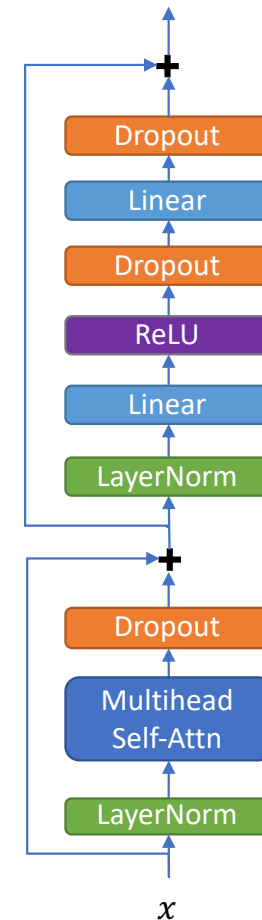 +
Dropout
Linear
Dropout
ReLU
Linear
LayerNorm
+
Dropout
Multihead
Self-Attn
LayerNorm
x